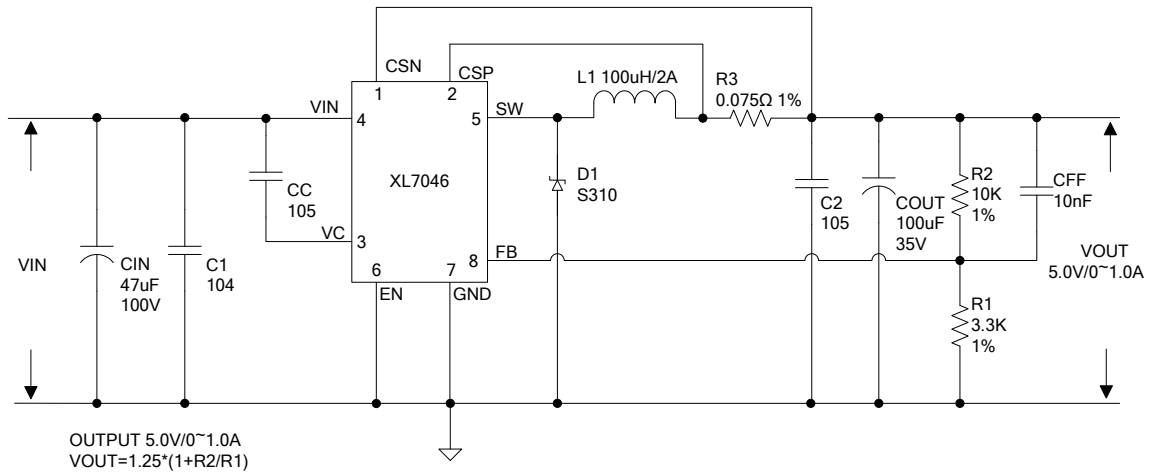 CSN
CSP
1
2
L1 100uH/2A
R3
0.075Ω 1%
VIN
4
5
SW
XL7046
CC
105
D1
S310
C2
105
COUT
100uF
35V
R2
10K
1%
CFF
10nF
VC
3
8
FB
VIN
CIN
47uF
100V
C1
104
6
7
EN
GND
VOUT
5.0V/0~1.0A
R1
3.3K
1%
OUTPUT 5.0V/0~1.0A
VOUT=1.25*(1+R2/R1)